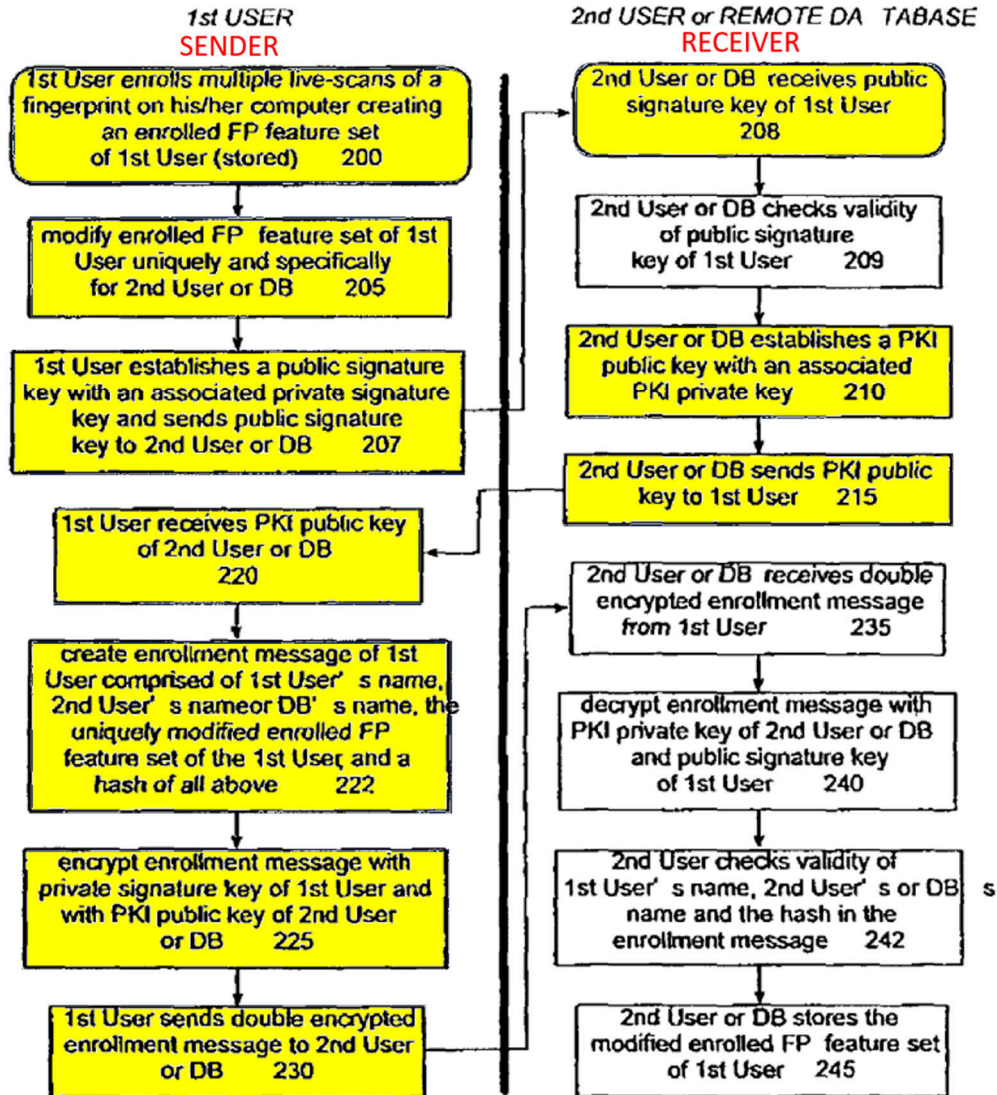 1st USER
SENDER
1st User enrolls multiple live-scans of a
fingerprint on his/her computer creating
an enrolled FP feature set
of 1st User (stored) 200
modify enrolled FP feature set of 1st
User uniquely and specifically
for 2nd User or DB 205
1st User establishes a public signature
key with an associated private signature
key and sends public signature
key to 2nd User or DB 207
1st User receives PKI public key
of 2nd User or DB
220
create enrollment message of 1st
User comprised of 1st User' s name,
2nd User' s nameor DB' s name, the
uniquely modified enrolled FP
feature set of the 1st User, and a
hash of all above 222
encrypt enrollment message with
private signature key of 1st User and
with PKI public key of 2nd User
or DB 225
1st User sends double encrypted
enrollment message to 2nd User
or DB 230
2nd USER or REMOTE DA TABASE
RECEIVER
2nd User or DB receives public
signature key of 1st User
208
2nd User or DB checks validity
of public signature
key of 1st User 209
2nd User or DB establishes a PKI
public key with an associated
PKI private key 210
2nd User or DB sends PKI public
key to 1st User 215
2nd User or DB receives double
encrypted enrollment message
from 1st User 235
decrypt enrollment message with
PKI private key of 2nd User or DB
and public signature key
of 1st User 240
2nd User checks validity of
1st User' s name, 2nd User' s or DB s
name and the hash in the
enrollment message 242
2nd User or DB stores the
modified enrolled FP feature set
of 1st User 245